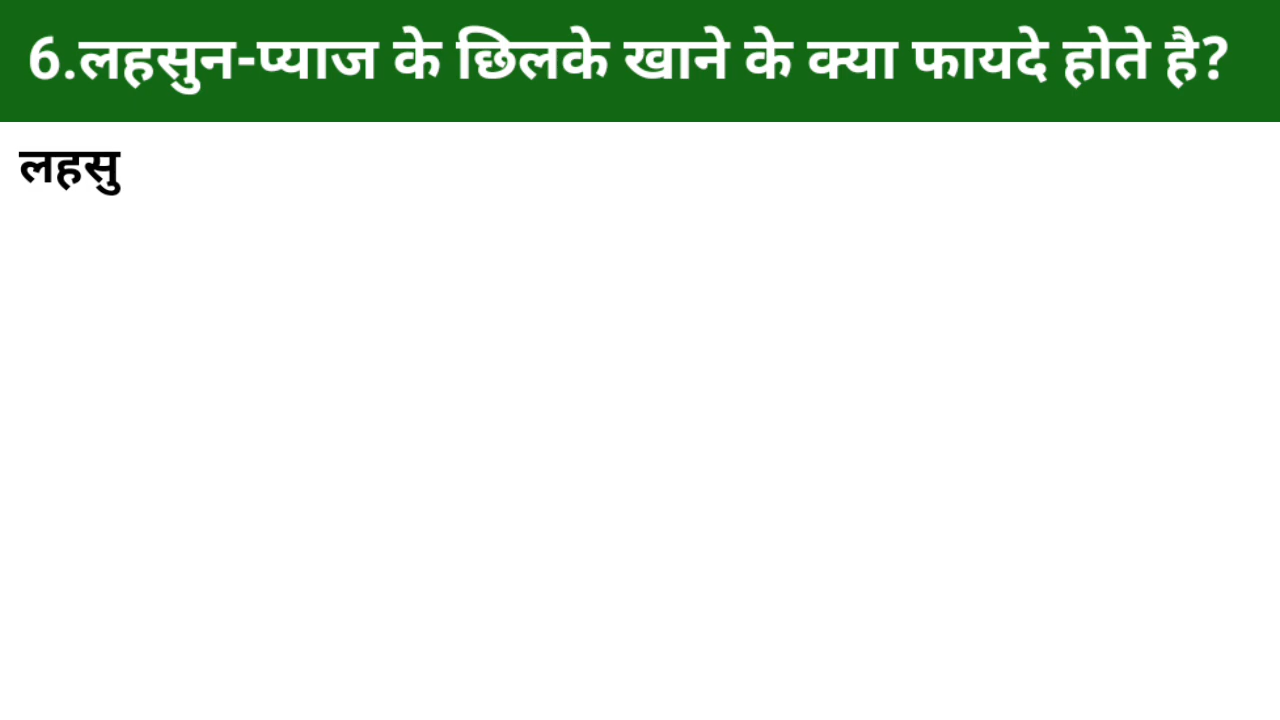 6.लहसुन-प्याज के छिलके खाने के क्या फायदे होते है?
लहसु